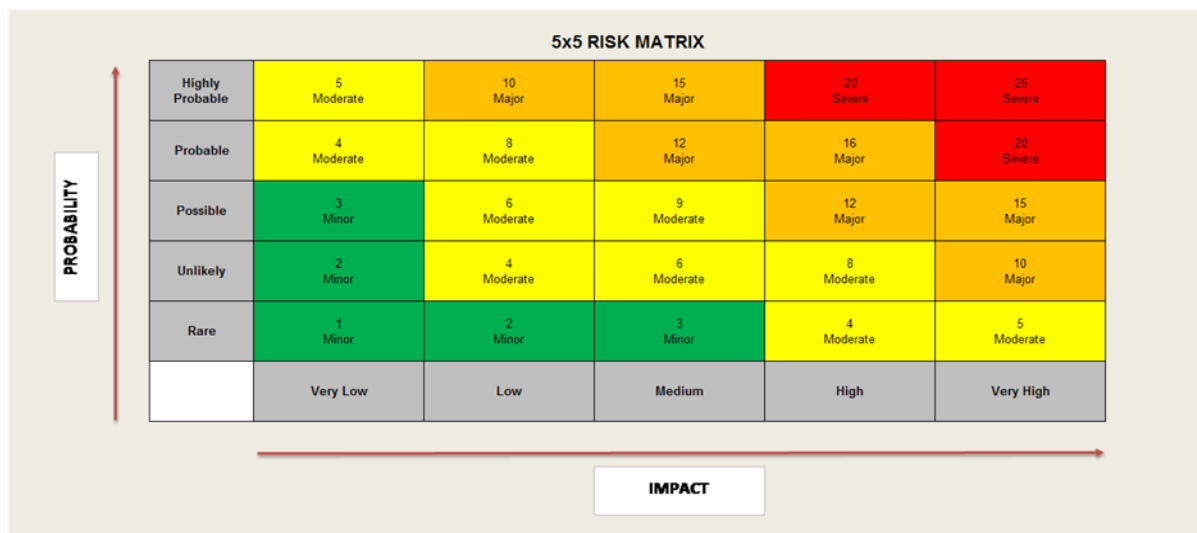 5x5 RISK MATRIX
Highly
Probable
5
Moderate
10
Major
15
Major
20
Severe
25
Severe
Probable
4
Moderate
8
Moderate
12
Major
16
Major
20
Severe
Possible
3
Minor
6
Moderate
9
Moderate
12
Major
15
Major
Unlikely
2
Minor
4
Moderate
6
Moderate
8
Moderate
10
Major
Rare
1
Minor
2
Minor
3
Minor
4
Moderate
5
Moderate
Very Low
Low
Medium
High
Very High
PROBABILITY
IMPACT